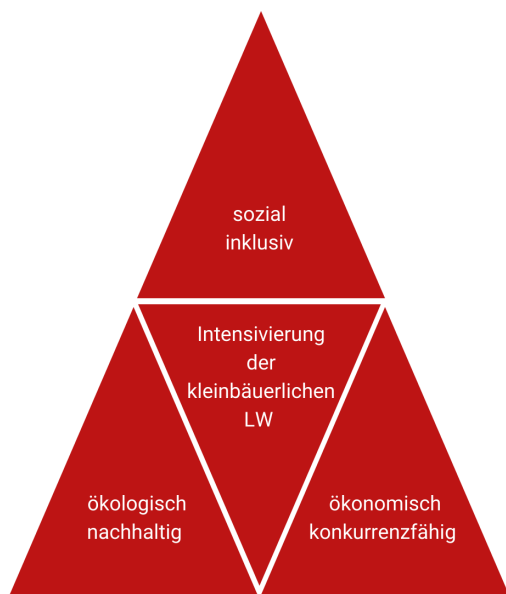 sozial
inklusiv
Intensivierung
der
kleinbäuerlichen
LW
ökologisch
nachhaltig
ökonomisch
konkurrenzfähig